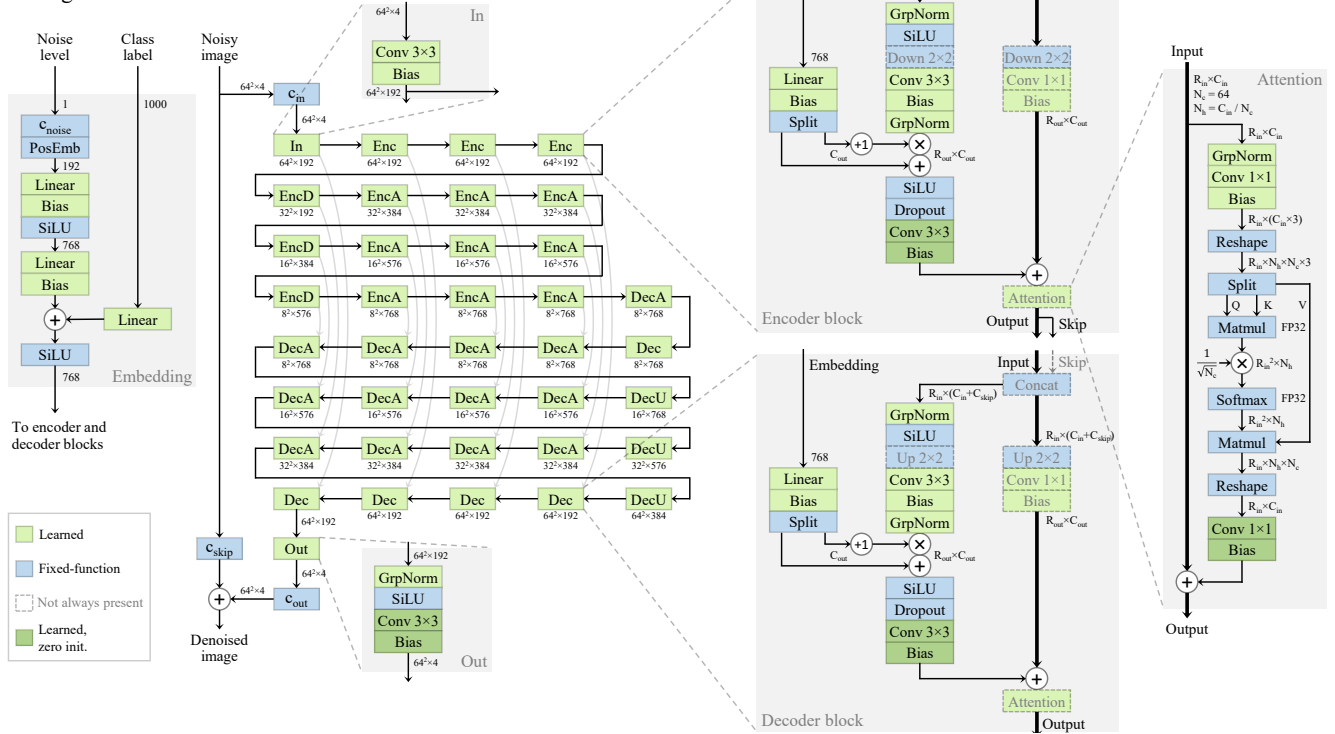 Noise level
Class label
Noisy image
1
1000
c_noise
PosEmb
192
Linear
Bias
SiLU
768
Linear
Bias
+
Linear
SiLU
768
Embedding
To encoder and decoder blocks
Learned
Fixed-function
Not always present
Learned, zero init.
64²×4
c_in
64²×4
64²×4
In
Conv 3×3
Bias
64²×192
In Enc Enc Enc
64²×192 64²×192 64²×192 64²×192
EncD EncA EncA EncA
32²×192 32²×384 32²×384 32²×384
EncD EncA EncA EncA
16²×384 16²×576 16²×576 16²×576
EncD EncA EncA EncA DecA
8²×576 8²×768 8²×768 8²×768 8²×768
DecA DecA DecA DecA Dec
8²×768 8²×768 8²×768 8²×768 8²×768
DecA DecA DecA DecA DecU
16²×576 16²×576 16²×576 16²×576 16²×768
DecA DecA DecA DecA DecU
32²×384 32²×384 32²×384 32²×384 32²×576
Dec Dec Dec Dec DecU
64²×192 64²×192 64²×192 64²×192 64²×384
Out
64²×4
c_skip
64²×4
+
c_out
Denoised image
64²×192
GrpNorm
SiLU
Conv 3×3
Bias
64²×4
Out
768
Linear
Bias
Split
C_out
+1
×
+
R_out×C_out
GrpNorm
SiLU
Down 2×2
Conv 3×3
Bias
GrpNorm
SiLU
Dropout
Conv 3×3
Bias
Down 2×2
Conv 1×1
Bias
R_out×C_out
+
Attention
Output
Skip
Encoder block
Embedding
Input
Skip
Concat
R_in×(C_in+C_skip)
R_in×(C_in+C_skip)
768
Linear
Bias
Split
C_out
+1
×
+
R_out×C_out
GrpNorm
SiLU
Up 2×2
Conv 3×3
Bias
GrpNorm
SiLU
Dropout
Conv 3×3
Bias
Up 2×2
Conv 1×1
Bias
R_out×C_out
+
Attention
Output
Decoder block
Input
Attention
R_in×C_in
N_c = 64
N_h = C_in / N_c
R_in×C_in
GrpNorm
Conv 1×1
Bias
R_in×(C_in×3)
Reshape
R_in×N_h×N_c×3
Split
Q K V
Matmul FP32
1/√N_c
×
R_in²×N_h
Softmax FP32
R_in²×N_h
Matmul
R_in×N_h×N_c
Reshape
R_in×C_in
Conv 1×1
Bias
+
Output